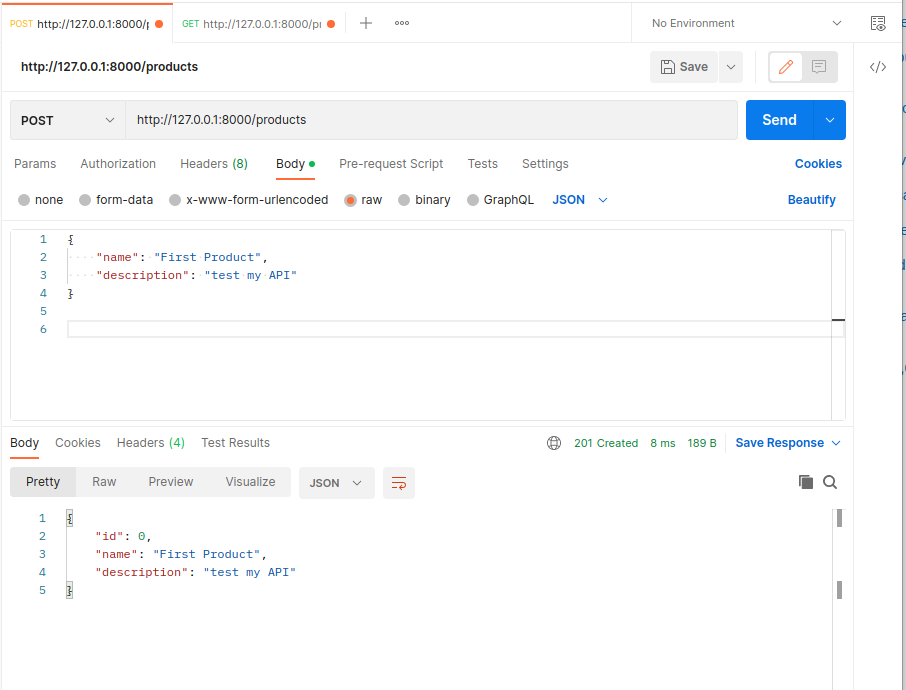 POST http://127.0.0.1:8000/p GET http://127.0.0.1:8000/p No Environment
http://127.0.0.1:8000/products Save
POST http://127.0.0.1:8000/products Send
Params Authorization Headers (8) Body Pre-request Script Tests Settings Cookies
none form-data x-www-form-urlencoded raw binary GraphQL JSON Beautify
1 {
2 "name": "First Product",
3 "description": "test my API"
4 }
5
6
Body Cookies Headers (4) Test Results 201 Created 8 ms 189 B Save Response
Pretty Raw Preview Visualize JSON
1 {
2 "id": 0,
3 "name": "First Product",
4 "description": "test my API"
5 }